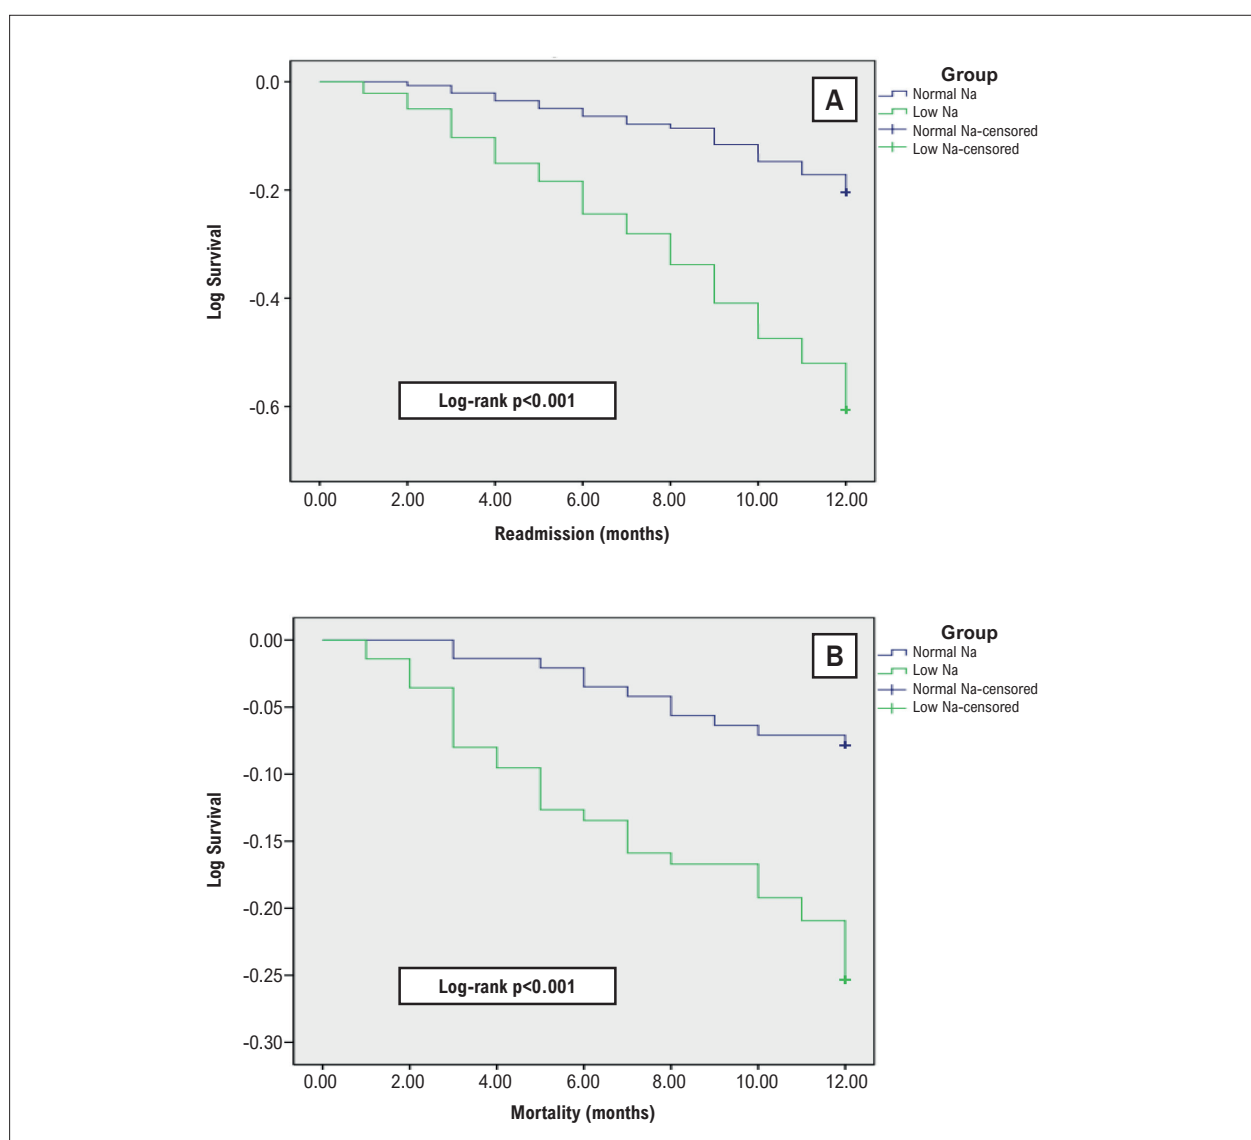 A
Group
Normal Na
Low Na
Normal Na-censored
Low Na-censored
0.0
-0.2
-0.4
-0.6
Log Survival
Log-rank p<0.001
0.00 2.00 4.00 6.00 8.00 10.00 12.00
Readmission (months)
B
Group
Normal Na
Low Na
Normal Na-censored
Low Na-censored
0.00
-0.05
-0.10
-0.15
-0.20
-0.25
-0.30
Log Survival
Log-rank p<0.001
0.00 2.00 4.00 6.00 8.00 10.00 12.00
Mortality (months)